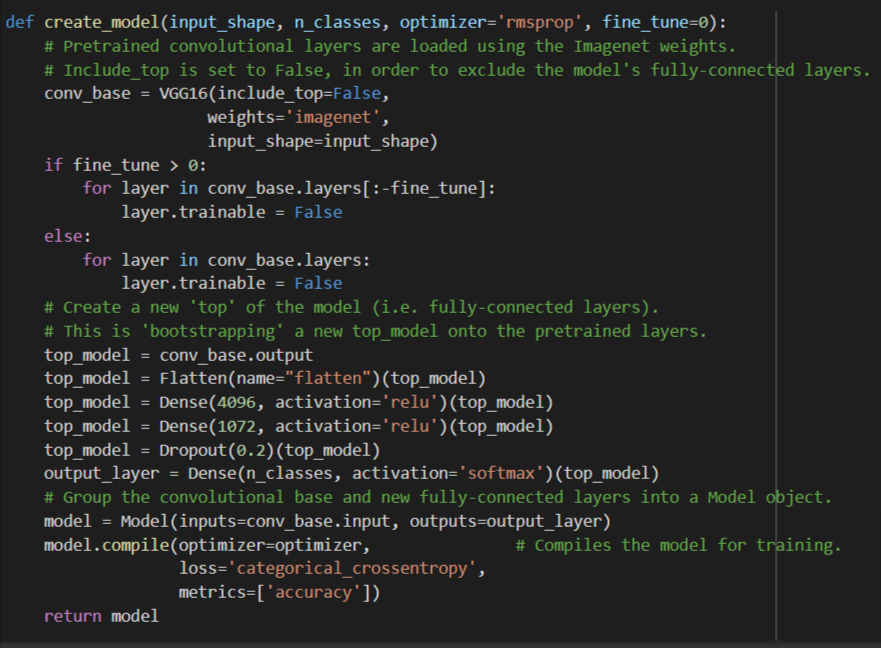 def create_model(input_shape, n_classes, optimizer='rmsprop', fine_tune=0):
    # Pretrained convolutional layers are loaded using the Imagenet weights.
    # Include_top is set to False, in order to exclude the model's fully-connected layers.
    conv_base = VGG16(include_top=False,
                     weights='imagenet',
                     input_shape=input_shape)
    if fine_tune > 0:
        for layer in conv_base.layers[:-fine_tune]:
            layer.trainable = False
    else:
        for layer in conv_base.layers:
            layer.trainable = False
    # Create a new 'top' of the model (i.e. fully-connected layers).
    # This is 'bootstrapping' a new top_model onto the pretrained layers.
    top_model = conv_base.output
    top_model = Flatten(name="flatten")(top_model)
    top_model = Dense(4096, activation='relu')(top_model)
    top_model = Dense(1072, activation='relu')(top_model)
    top_model = Dropout(0.2)(top_model)
    output_layer = Dense(n_classes, activation='softmax')(top_model)
    # Group the convolutional base and new fully-connected layers into a Model object.
    model = Model(inputs=conv_base.input, outputs=output_layer)
    model.compile(optimizer=optimizer,               # Compiles the model for training.
                  loss='categorical_crossentropy',
                  metrics=['accuracy'])
    return model